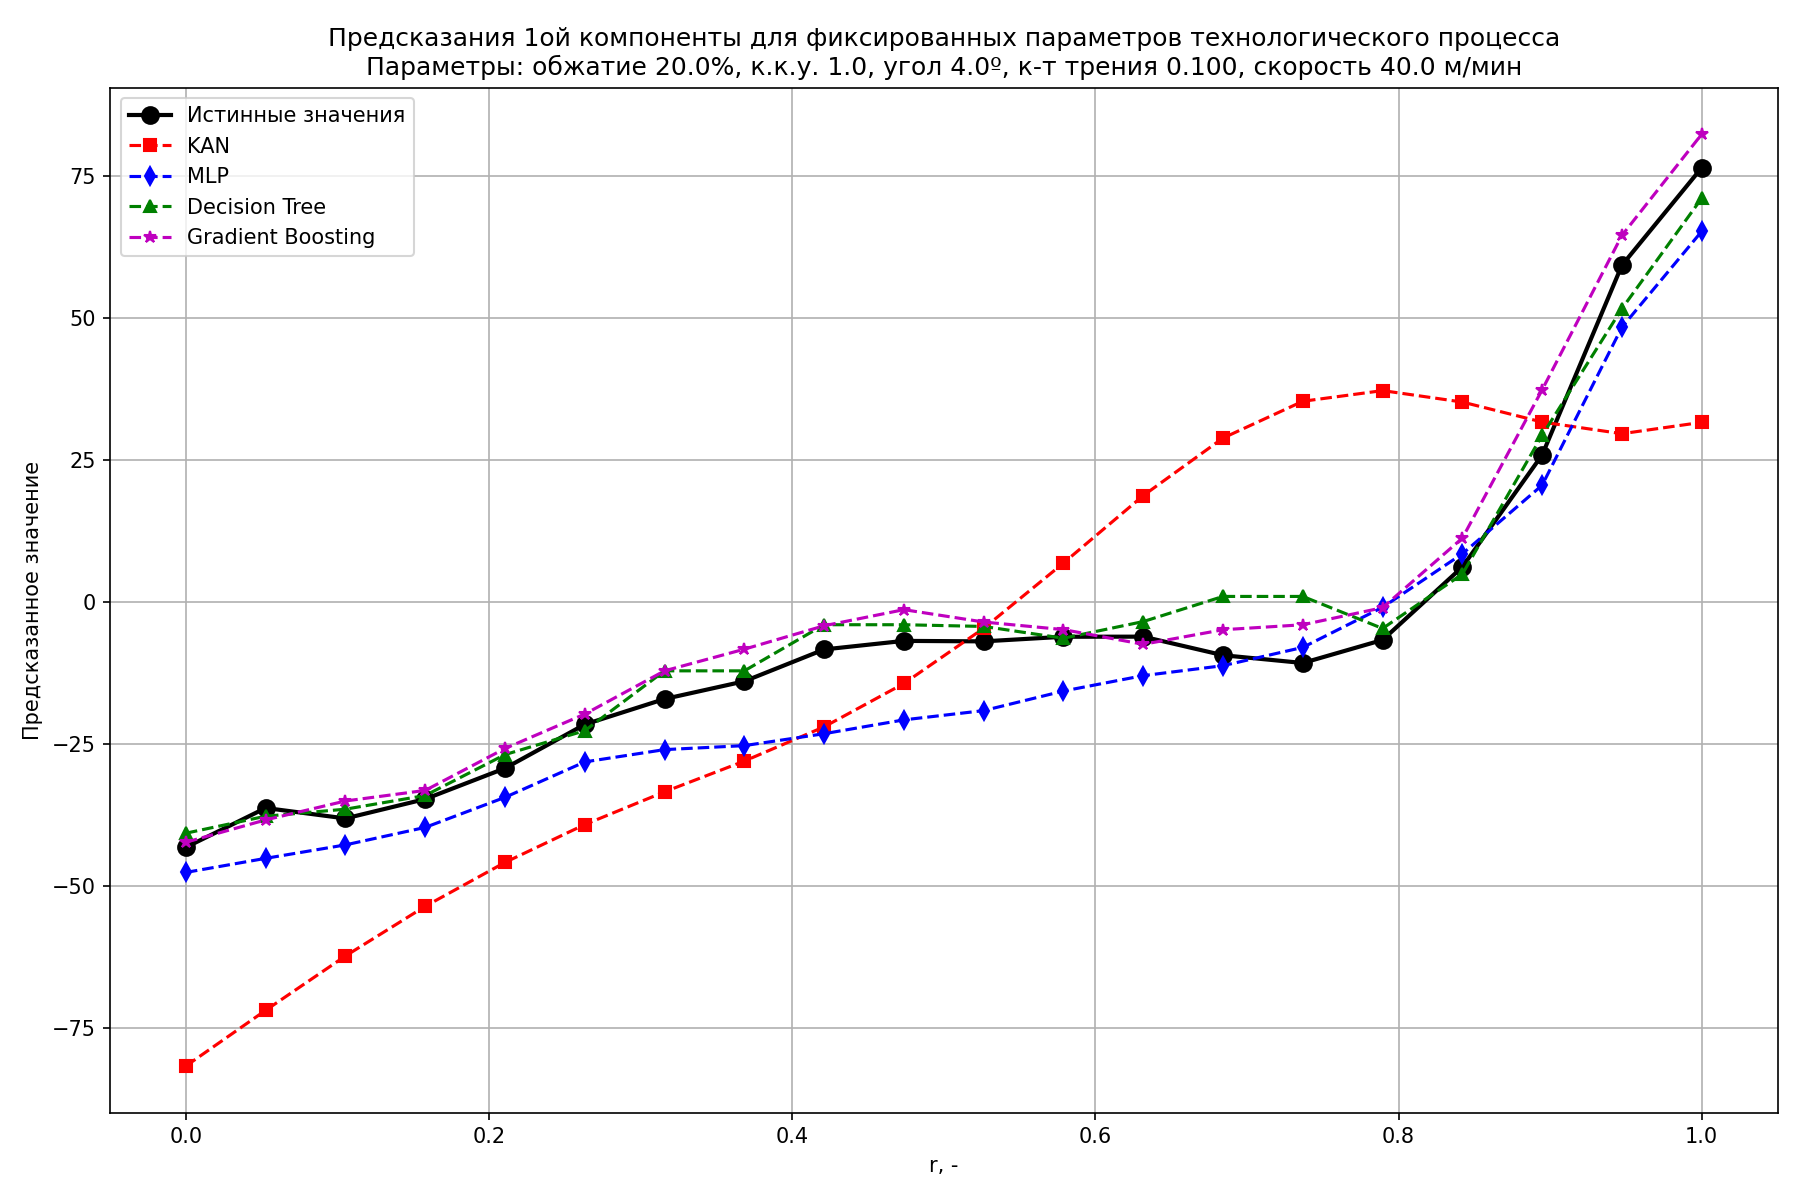 Предсказания 1ой компоненты для фиксированных параметров технологического процесса
Параметры: обжатие 20.0%, к.к.у. 1.0, угол 4.0º, к-т трения 0.100, скорость 40.0 м/мин
Истинные значения
KAN
MLP
Decision Tree
Gradient Boosting
Предсказанное значение
75
50
25
0
−25
−50
−75
0.0
0.2
0.4
0.6
0.8
1.0
r, -